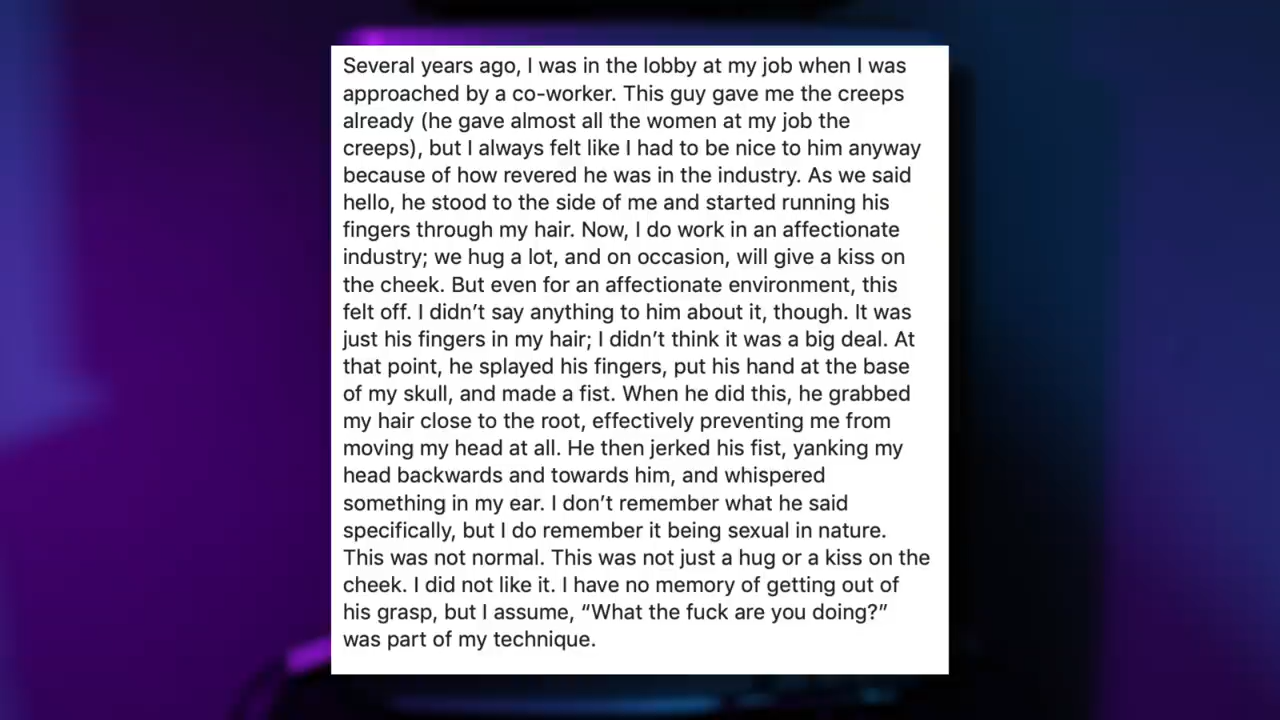 Several years ago, I was in the lobby at my job when I was
approached by a co-worker. This guy gave me the creeps
already (he gave almost all the women at my job the
creeps), but I always felt like I had to be nice to him anyway
because of how revered he was in the industry. As we said
hello, he stood to the side of me and started running his
fingers through my hair. Now, I do work in an affectionate
industry; we hug a lot, and on occasion, will give a kiss on
the cheek. But even for an affectionate environment, this
felt off. I didn’t say anything to him about it, though. It was
just his fingers in my hair; I didn’t think it was a big deal. At
that point, he splayed his fingers, put his hand at the base
of my skull, and made a fist. When he did this, he grabbed
my hair close to the root, effectively preventing me from
moving my head at all. He then jerked his fist, yanking my
head backwards and towards him, and whispered
something in my ear. I don’t remember what he said
specifically, but I do remember it being sexual in nature.
This was not normal. This was not just a hug or a kiss on the
cheek. I did not like it. I have no memory of getting out of
his grasp, but I assume, “What the fuck are you doing?”
was part of my technique.